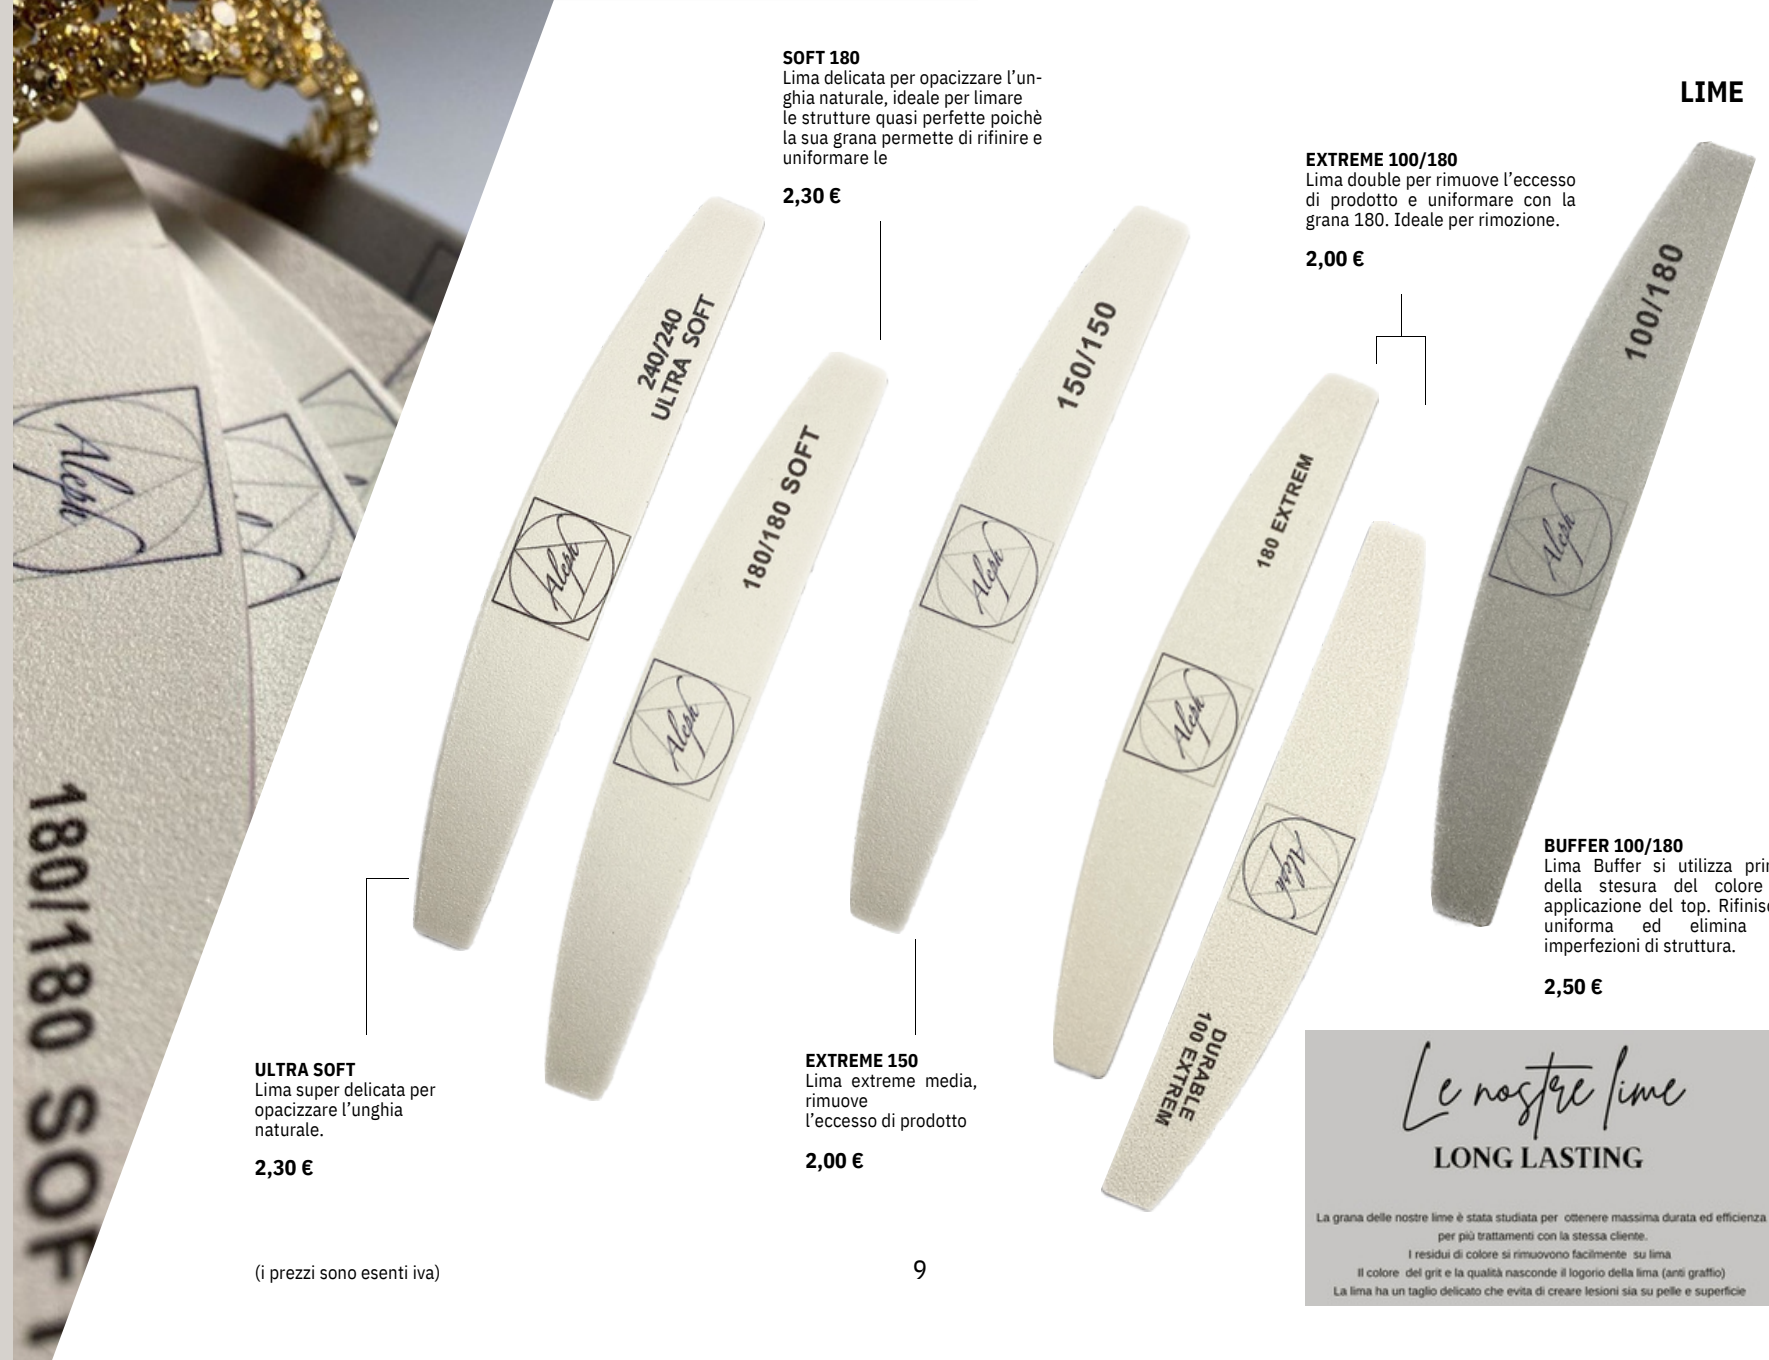 LIME
SOFT 180
Lima delicata per opacizzare l'un-
ghia naturale, ideale per limare
le strutture quasi perfette poichè
la sua grana permette di rifinire e
uniformare le
2,30 €
EXTREME 100/180
Lima double per rimuove l'eccesso
di prodotto e uniformare con la
grana 180. Ideale per rimozione.
2,00 €
240/240
ULTRA SOFT
Aleph
180/180 SOFT
Aleph
150/150
Aleph
180 EXTREM
Aleph
DURABLE
100 EXTREM
Aleph
100/180
Aleph
Aleph
180/180 SOFT
BUFFER 100/180
Lima Buffer si utilizza
della stesura del colore
applicazione del top.
uniforma ed elimina
imperfezioni di struttura.
2,50 €
ULTRA SOFT
Lima super delicata per
opacizzare l'unghia
naturale.
2,30 €
EXTREME 150
Lima extreme media,
rimuove
l'eccesso di prodotto
2,00 €
Le nostre lime
LONG LASTING
La grana delle nostre lime è stata studiata per ottenere massima durata ed efficienza
per più trattamenti con la stessa cliente.
I residui di colore si rimuovono facilmente su lima
Il colore del grit e la qualità nasconde il logorio della lima (anti graffio)
La lima ha un taglio delicato che evita di creare lesioni sia su pelle e superficie
(i prezzi sono esenti iva)
9